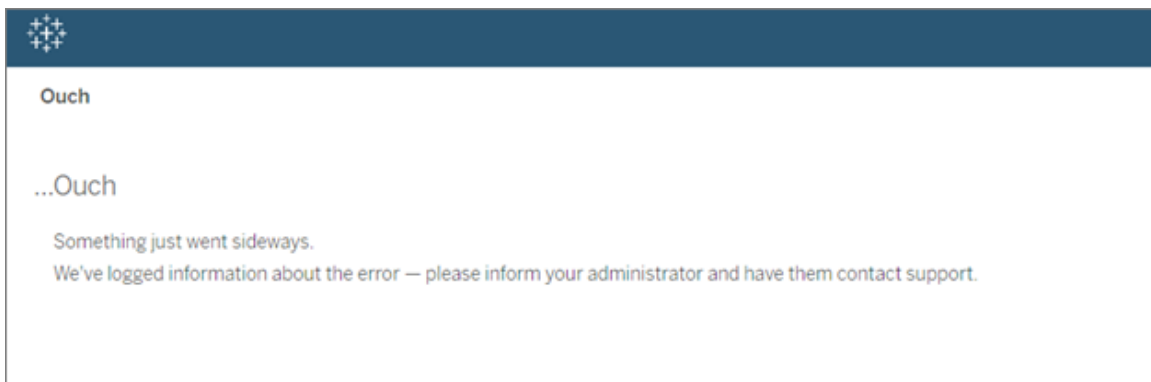 Ouch
...Ouch
Something just went sideways.
We've logged information about the error — please inform your administrator and have them contact support.